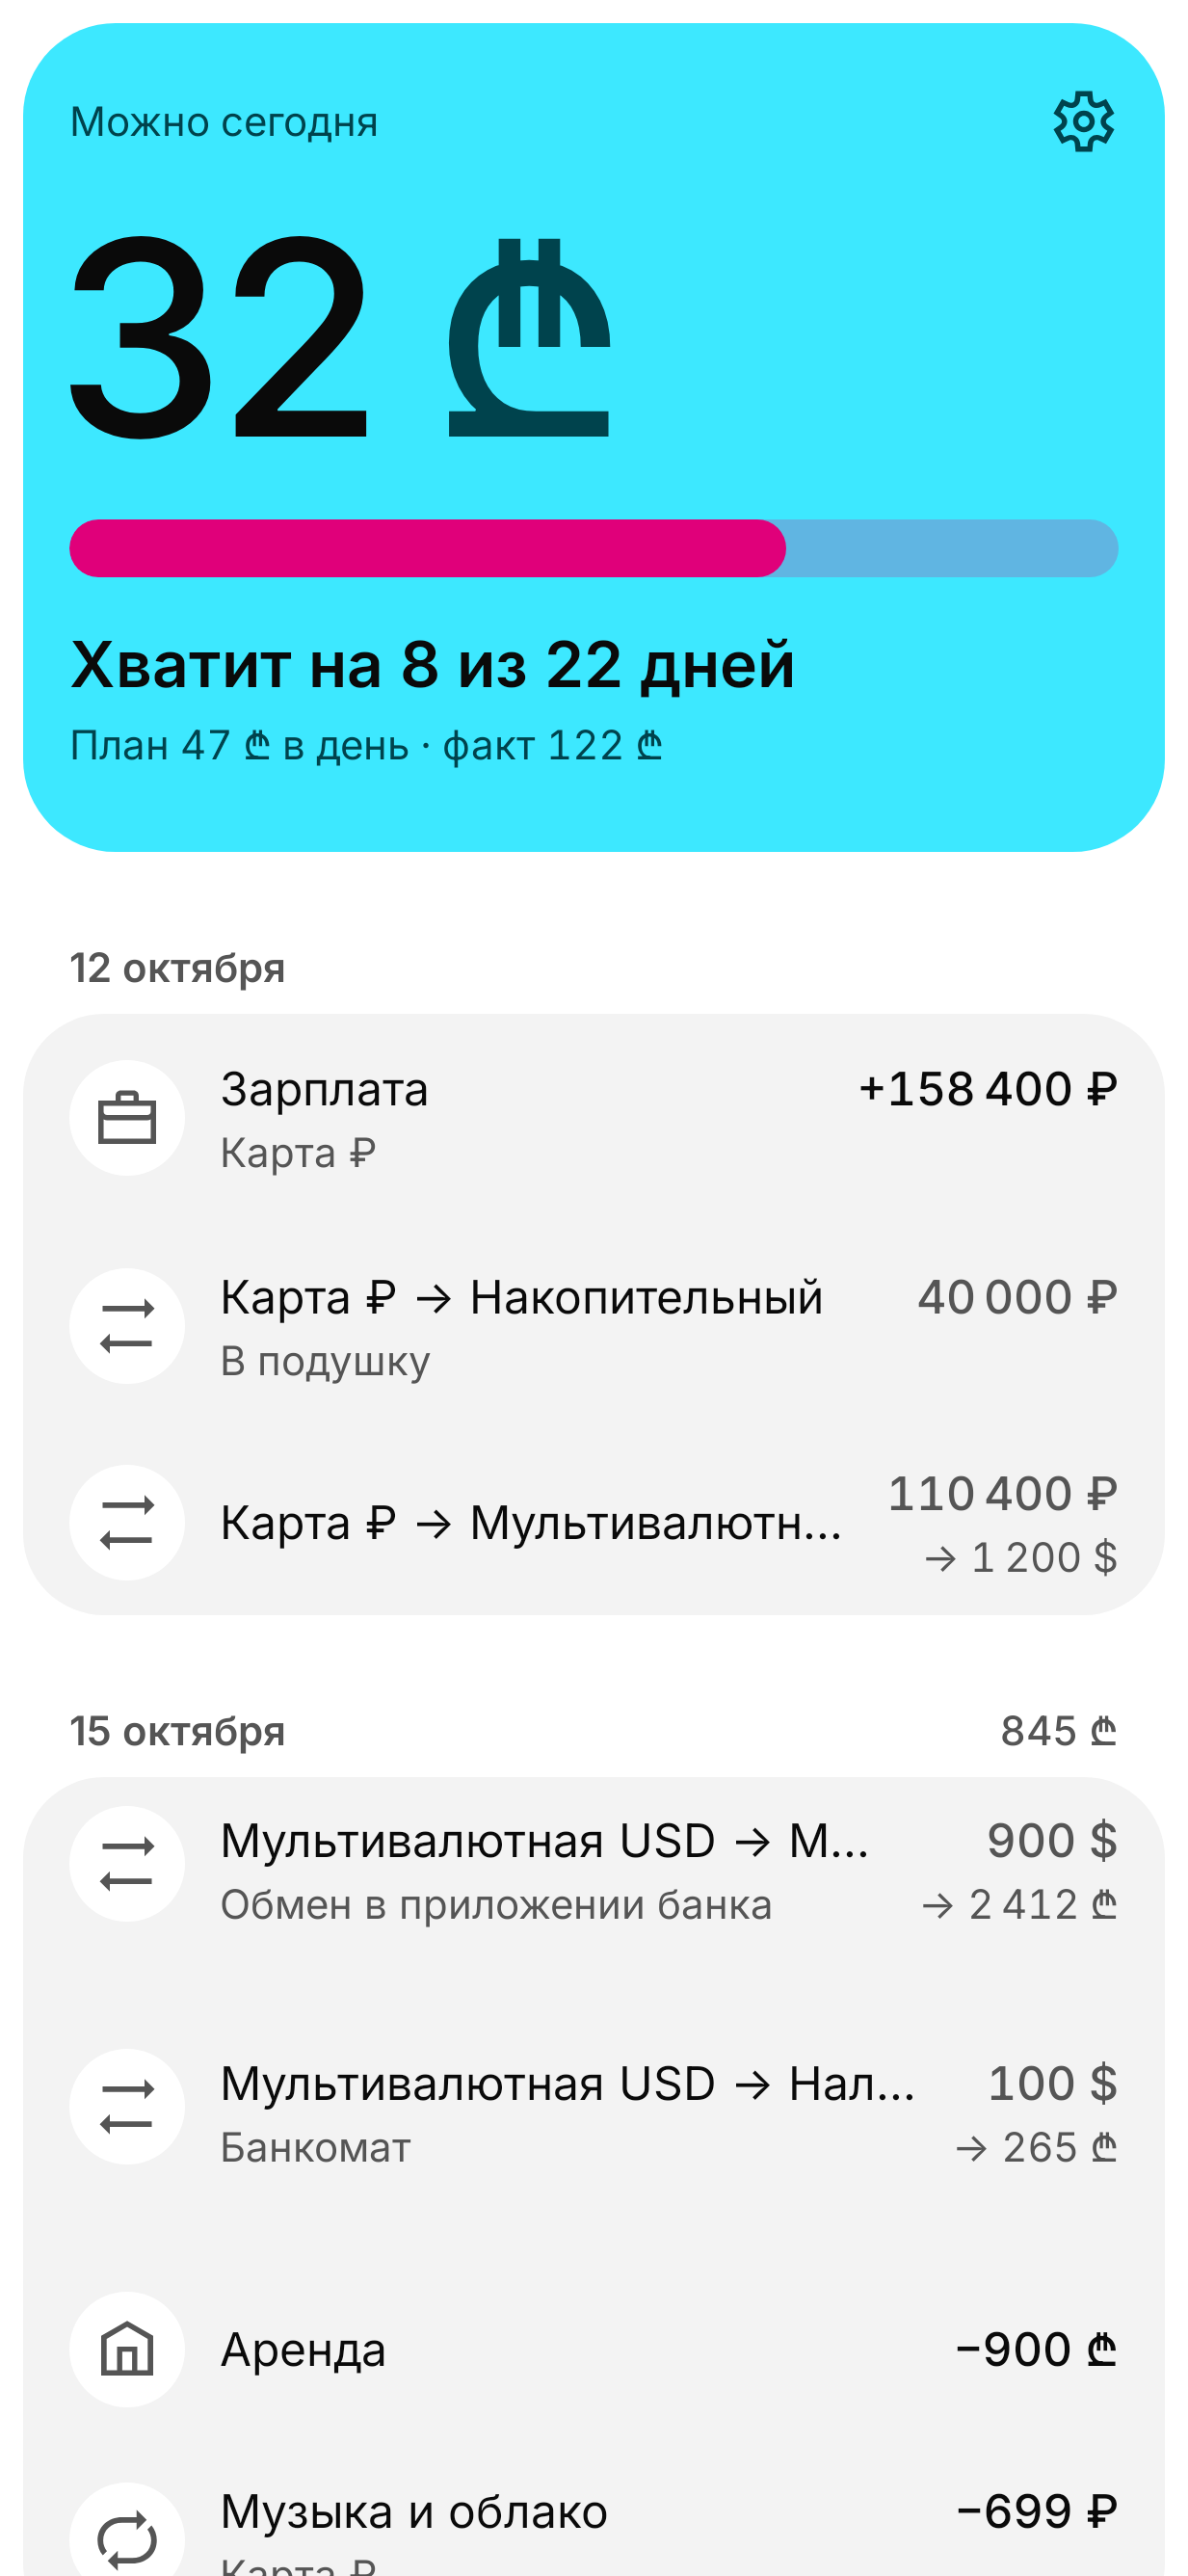 Можно сегодня
32 ₾
Хватит на 8 из 22 дней
План 47 ₾ в день · факт 122 ₾
12 октября
Зарплата +158 400 ₽
Карта ₽
Карта ₽ → Накопительный 40 000 ₽
В подушку
Карта ₽ → Мультивалютн... 110 400 ₽
→ 1 200 $
15 октября 845 ₾
Мультивалютная USD → М... 900 $
Обмен в приложении банка → 2 412 ₾
Мультивалютная USD → Нал... 100 $
Банкомат → 265 ₾
Аренда −900 ₾
Музыка и облако −699 ₽
Карта ₽